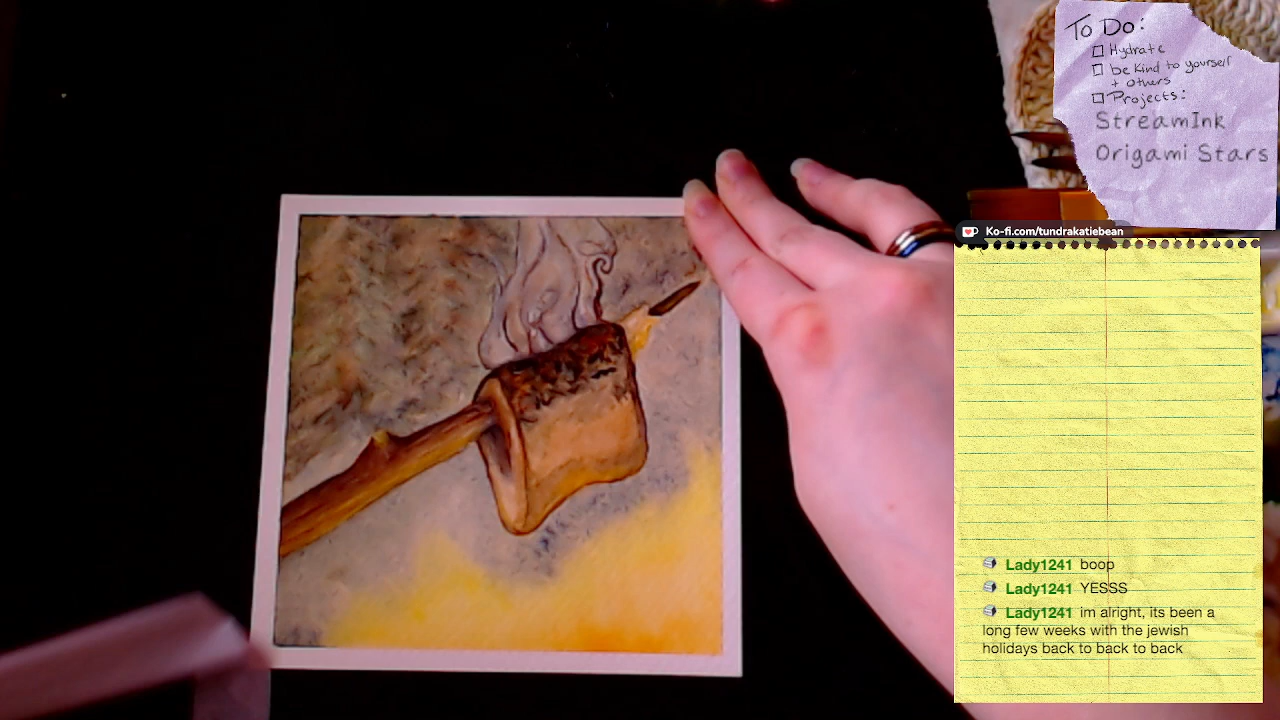 To Do:
Hydrate
be kind to yourself
+ others
Projects:
StreamInk
Origami Stars
Ko-fi.com/tundrakatiebean
Lady1241 boop
Lady1241 YESSS
Lady1241 im alright, its been a
long few weeks with the jewish
holidays back to back to back